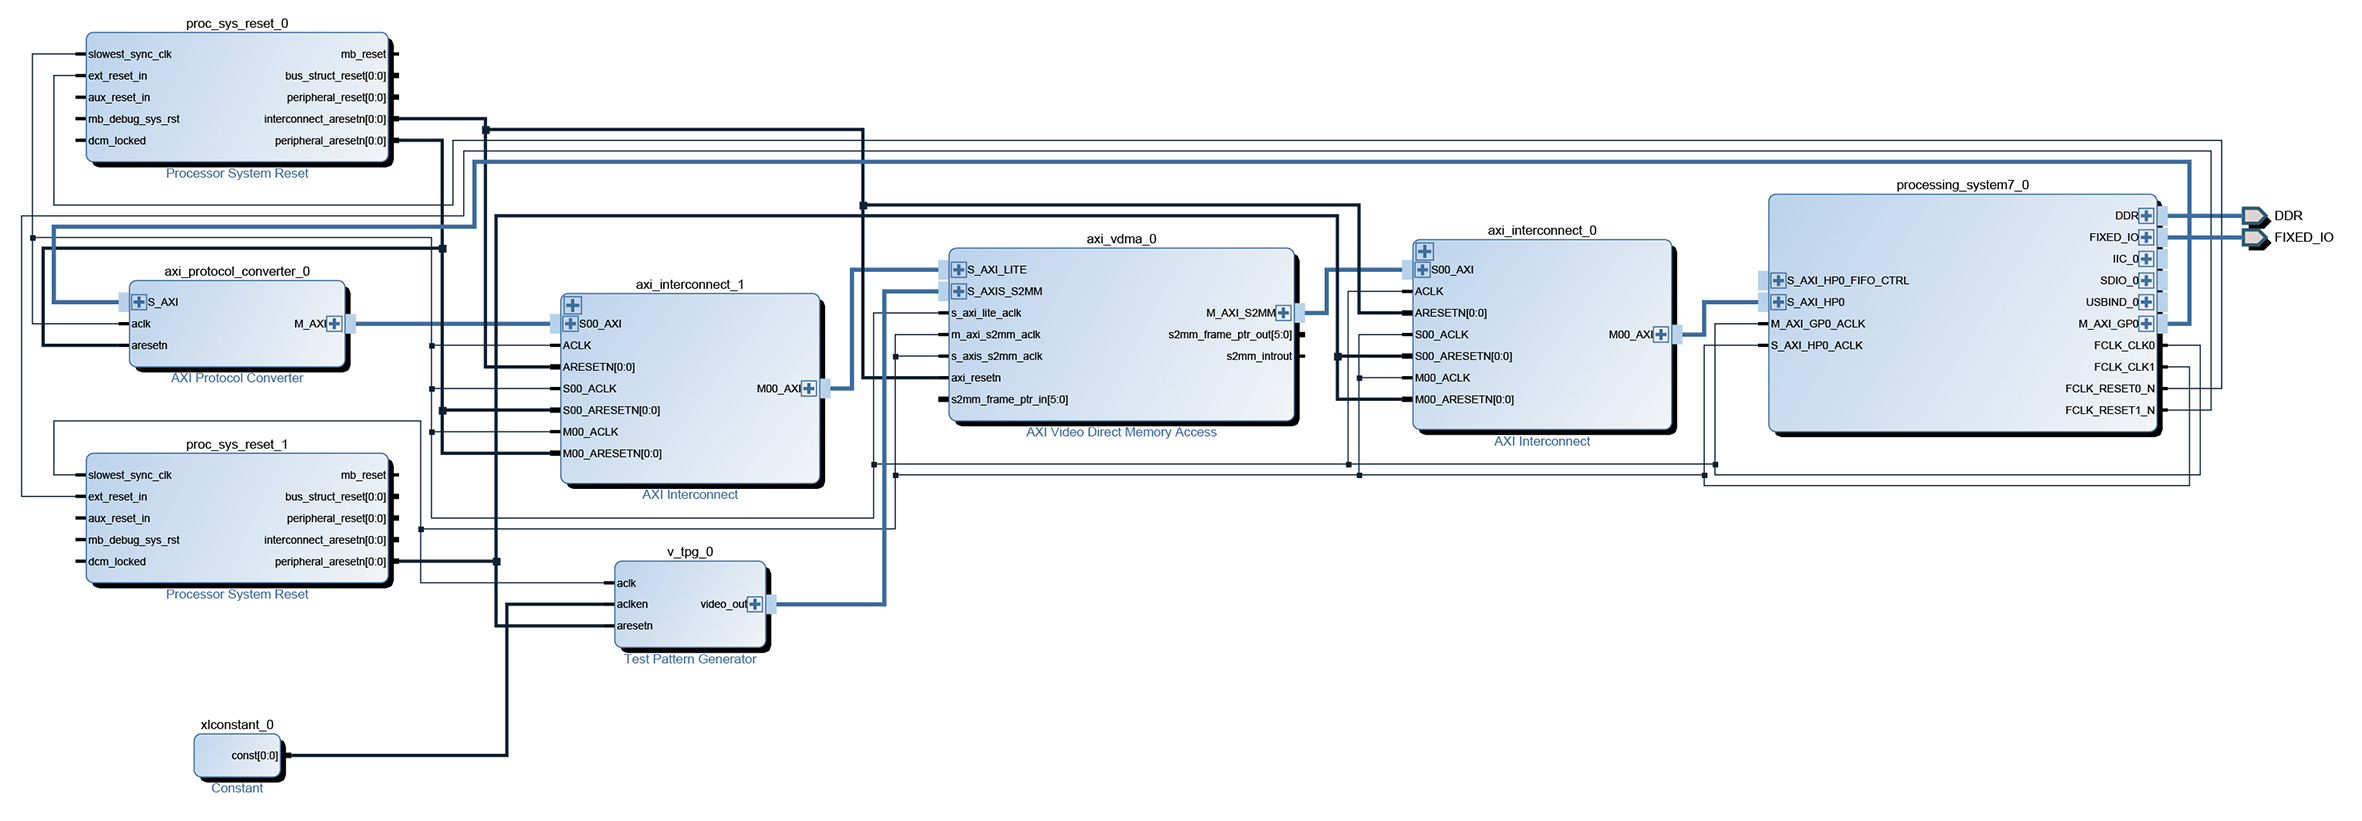 proc_sys_reset_0
slowest_sync_clk
ext_reset_in
aux_reset_in
mb_debug_sys_rst
dcm_locked
mb_reset
bus_struct_reset[0:0]
peripheral_reset[0:0]
interconnect_aresetn[0:0]
peripheral_aresetn[0:0]
Processor System Reset
axi_protocol_converter_0
S_AXI
aclk
aresetn
M_AXI
AXI Protocol Converter
proc_sys_reset_1
slowest_sync_clk
ext_reset_in
aux_reset_in
mb_debug_sys_rst
dcm_locked
mb_reset
bus_struct_reset[0:0]
peripheral_reset[0:0]
interconnect_aresetn[0:0]
peripheral_aresetn[0:0]
Processor System Reset
xlconstant_0
const[0:0]
Constant
axi_interconnect_1
S00_AXI
ACLK
ARESETN[0:0]
S00_ACLK
S00_ARESETN[0:0]
M00_ACLK
M00_ARESETN[0:0]
M00_AXI
AXI Interconnect
v_tpg_0
aclk
aclken
aresetn
video_out
Test Pattern Generator
axi_vdma_0
S_AXI_LITE
S_AXIS_S2MM
s_axi_lite_aclk
m_axi_s2mm_aclk
s_axis_s2mm_aclk
axi_resetn
s2mm_frame_ptr_in[5:0]
M_AXI_S2MM
s2mm_frame_ptr_out[5:0]
s2mm_introut
AXI Video Direct Memory Access
axi_interconnect_0
S00_AXI
ACLK
ARESETN[0:0]
S00_ACLK
S00_ARESETN[0:0]
M00_ACLK
M00_ARESETN[0:0]
M00_AXI
AXI Interconnect
processing_system7_0
S_AXI_HP0_FIFO_CTRL
S_AXI_HP0
M_AXI_GP0_ACLK
S_AXI_HP0_ACLK
DDR
FIXED_IO
IIC_0
SDIO_0
USBIND_0
M_AXI_GP0
FCLK_CLK0
FCLK_CLK1
FCLK_RESET0_N
FCLK_RESET1_N
DDR
FIXED_IO